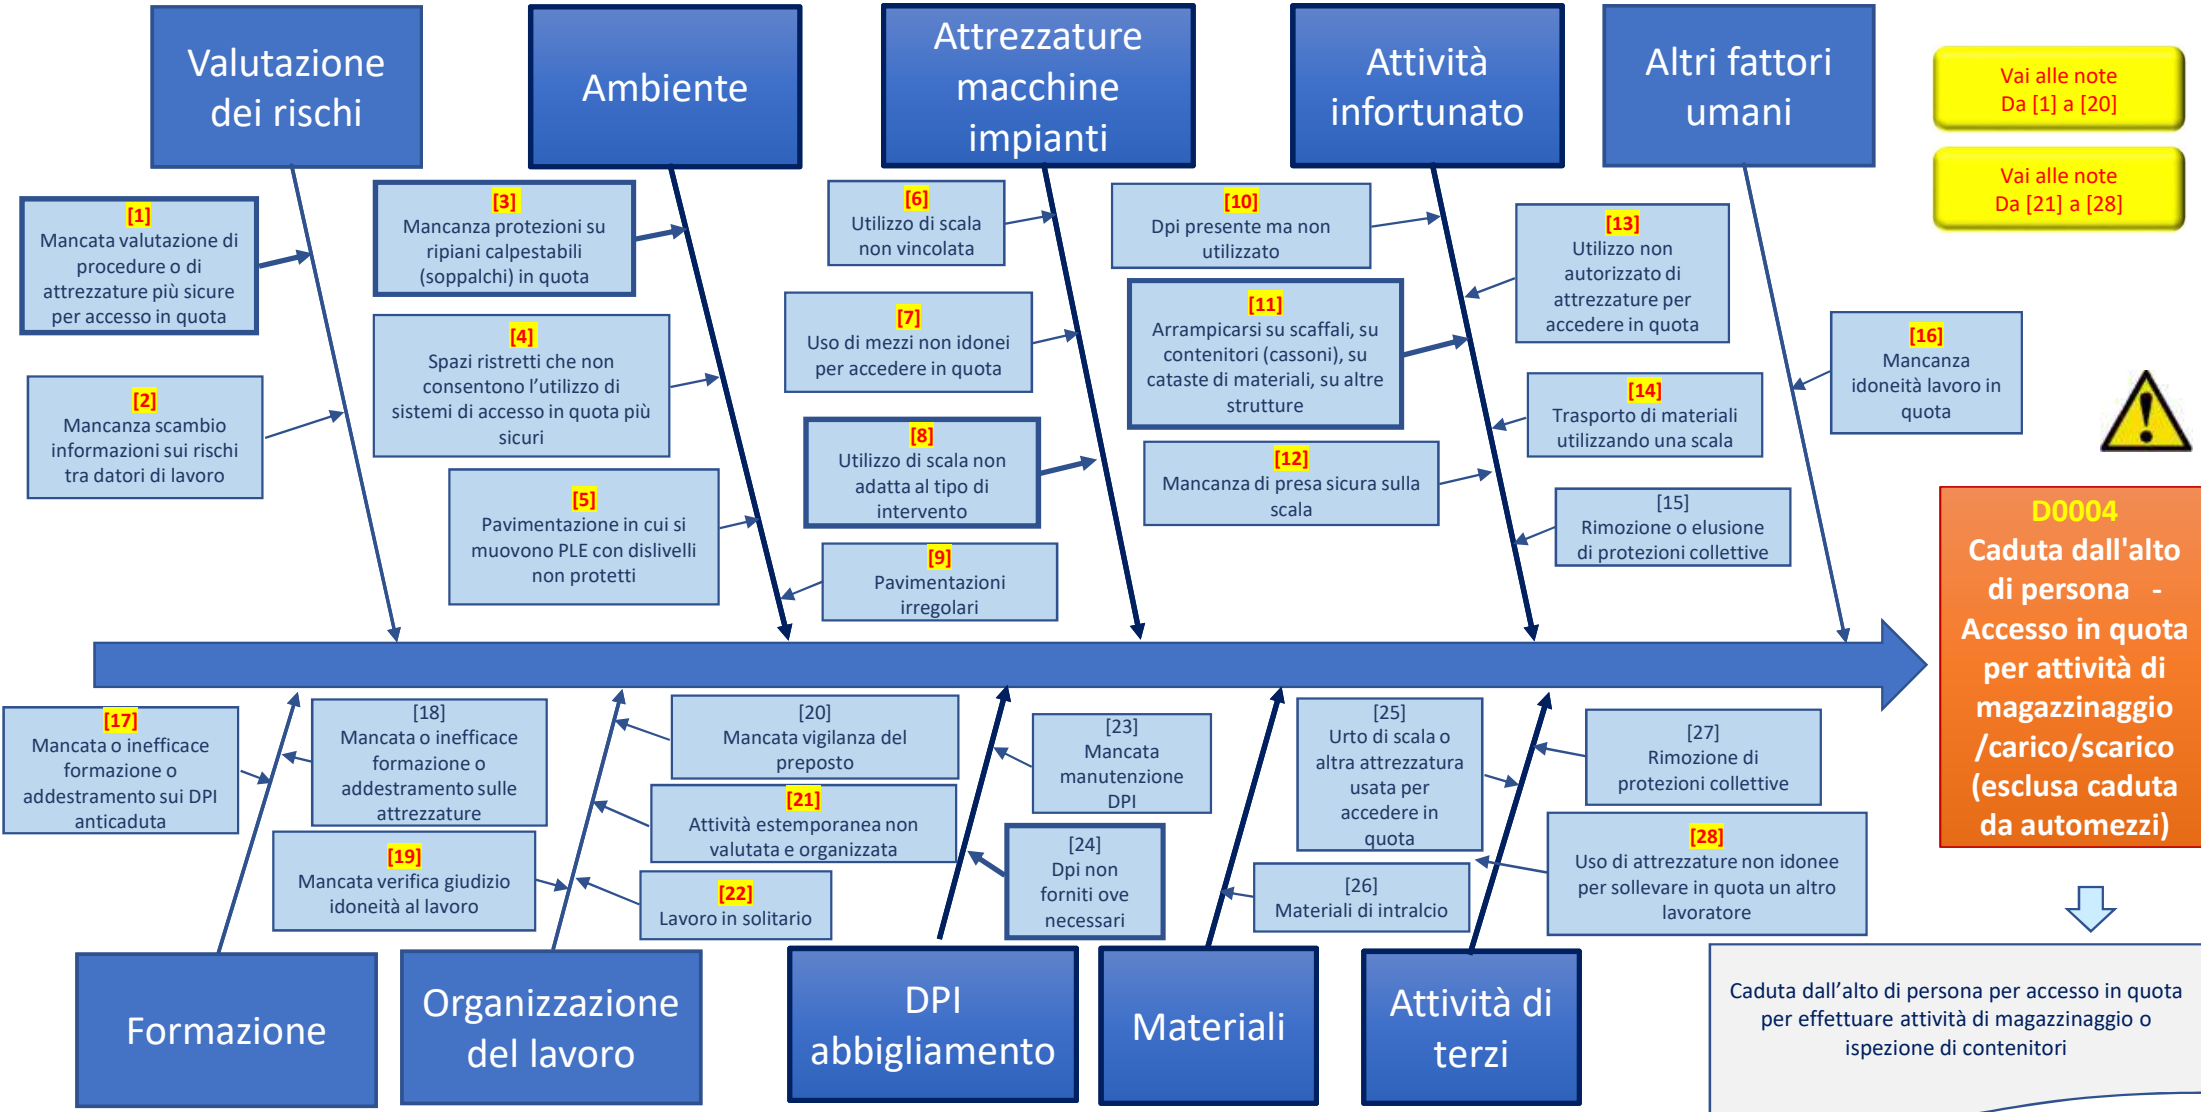 Valutazione
dei rischi
Ambiente
Attrezzature
macchine
impianti
Attività
infortunato
Altri fattori
umani
Vai alle note
Da [1] a [20]
Vai alle note
Da [21] a [28]
[1]
Mancata valutazione di
procedure o di
attrezzature più sicure
per accesso in quota
[2]
Mancanza scambio
informazioni sui rischi
tra datori di lavoro
[3]
Mancanza protezioni su
ripiani calpestabili
(soppalchi) in quota
[4]
Spazi ristretti che non
consentono l’utilizzo di
sistemi di accesso in quota più
sicuri
[5]
Pavimentazione in cui si
muovono PLE con dislivelli
non protetti
[6]
Utilizzo di scala
non vincolata
[7]
Uso di mezzi non idonei
per accedere in quota
[8]
Utilizzo di scala non
adatta al tipo di
intervento
[9]
Pavimentazioni
irregolari
[10]
Dpi presente ma non
utilizzato
[11]
Arrampicarsi su scaffali, su
contenitori (cassoni), su
cataste di materiali, su altre
strutture
[12]
Mancanza di presa sicura sulla
scala
[13]
Utilizzo non
autorizzato di
attrezzature per
accedere in quota
[14]
Trasporto di materiali
utilizzando una scala
[15]
Rimozione o elusione
di protezioni collettive
[16]
Mancanza
idoneità lavoro in
quota
D0004
Caduta dall'alto
di persona -
Accesso in quota
per attività di
magazzinaggio
/carico/scarico
(esclusa caduta
da automezzi)
[17]
Mancata o inefficace
formazione o
addestramento sui DPI
anticaduta
[18]
Mancata o inefficace
formazione o
addestramento sulle
attrezzature
[19]
Mancata verifica giudizio
idoneità al lavoro
[20]
Mancata vigilanza del
preposto
[21]
Attività estemporanea non
valutata e organizzata
[22]
Lavoro in solitario
[23]
Mancata
manutenzione
DPI
[24]
Dpi non
forniti ove
necessari
[25]
Urto di scala o
altra attrezzatura
usata per
accedere in
quota
[26]
Materiali di intralcio
[27]
Rimozione di
protezioni collettive
[28]
Uso di attrezzature non idonee
per sollevare in quota un altro
lavoratore
Formazione
Organizzazione
del lavoro
DPI
abbigliamento
Materiali
Attività di
terzi
Caduta dall’alto di persona per accesso in quota
per effettuare attività di magazzinaggio o
ispezione di contenitori